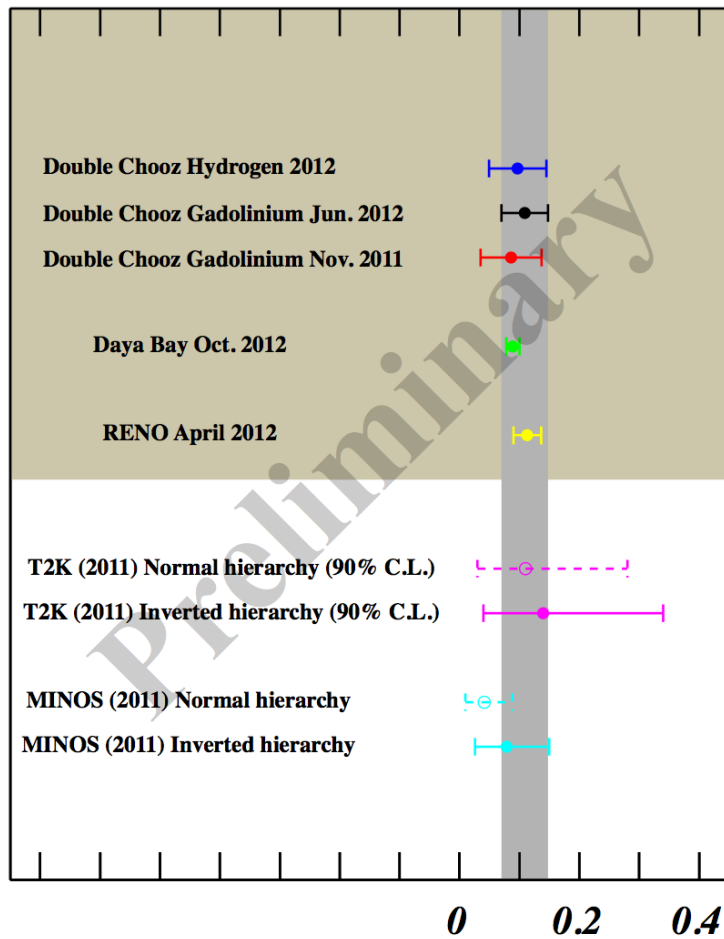 Double Chooz Hydrogen 2012
Double Chooz Gadolinium Jun. 2012
Double Chooz Gadolinium Nov. 2011
Daya Bay Oct. 2012
RENO April 2012
T2K (2011) Normal hierarchy (90% C.L.)
T2K (2011) Inverted hierarchy (90% C.L.)
MINOS (2011) Normal hierarchy
MINOS (2011) Inverted hierarchy
Preliminary
0 0.2 0.4